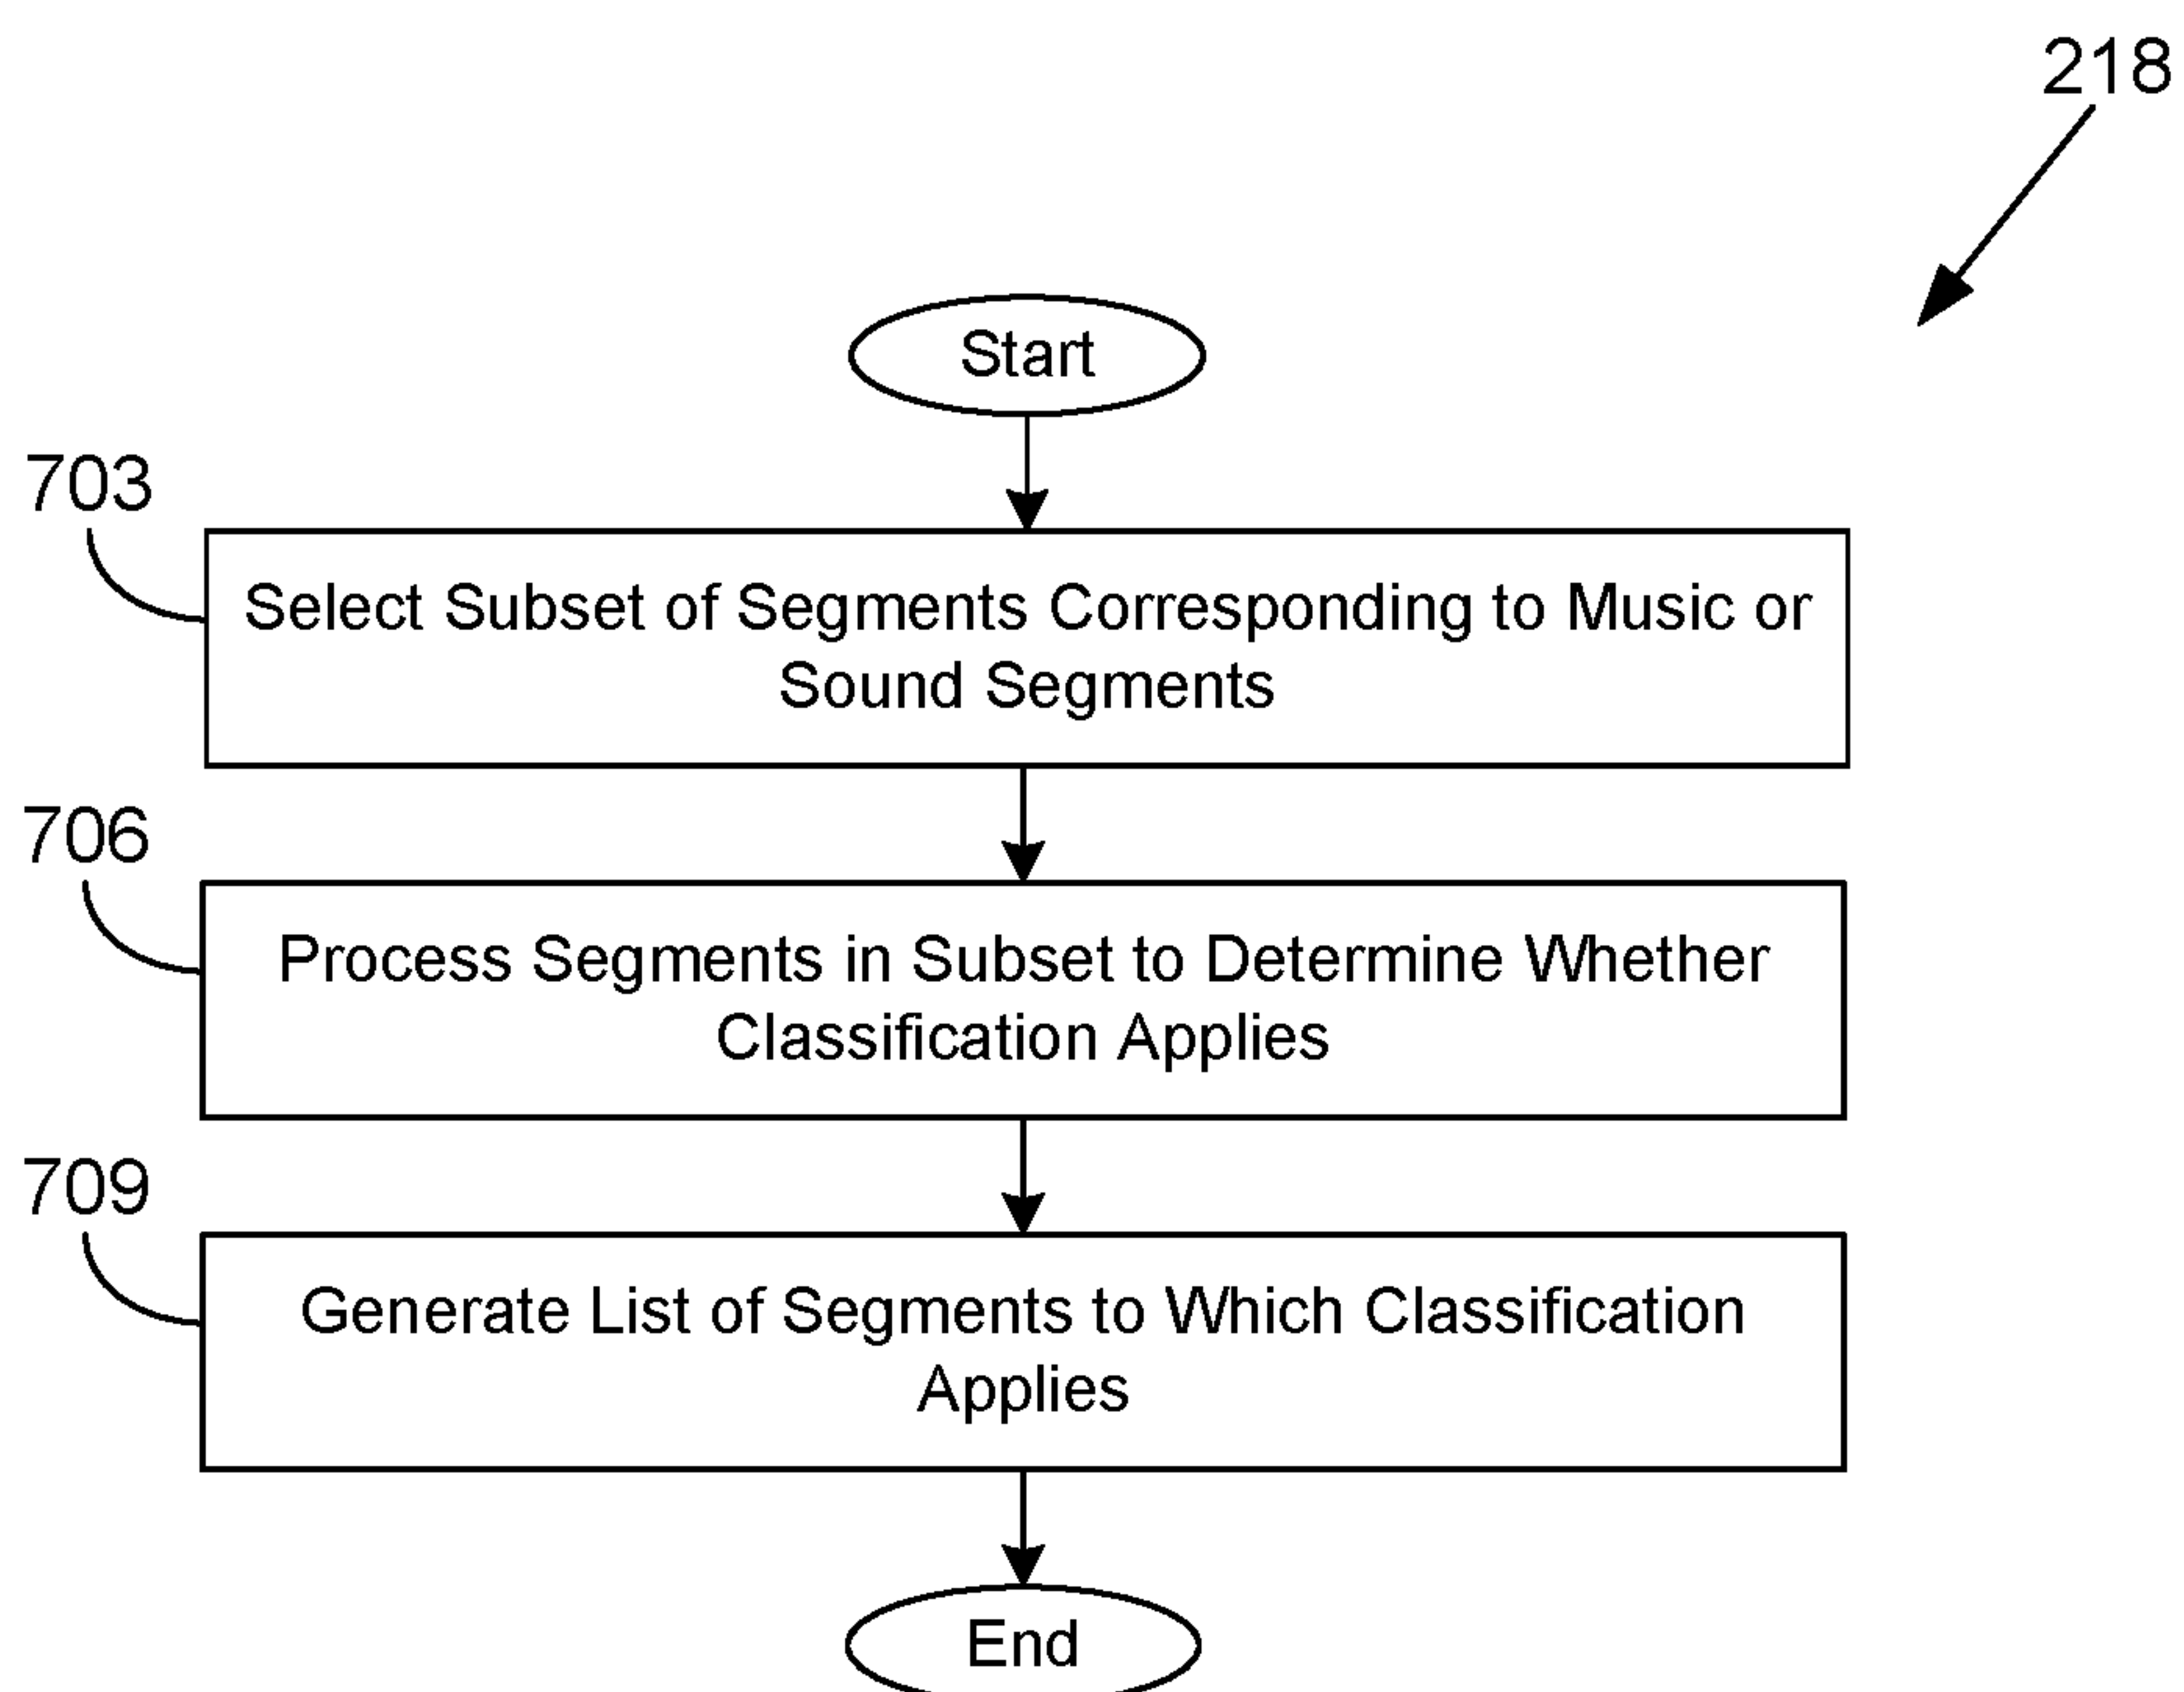 218
Start
703
Select Subset of Segments Corresponding to Music or
Sound Segments
706
Process Segments in Subset to Determine Whether
Classification Applies
709
Generate List of Segments to Which Classification
Applies
End